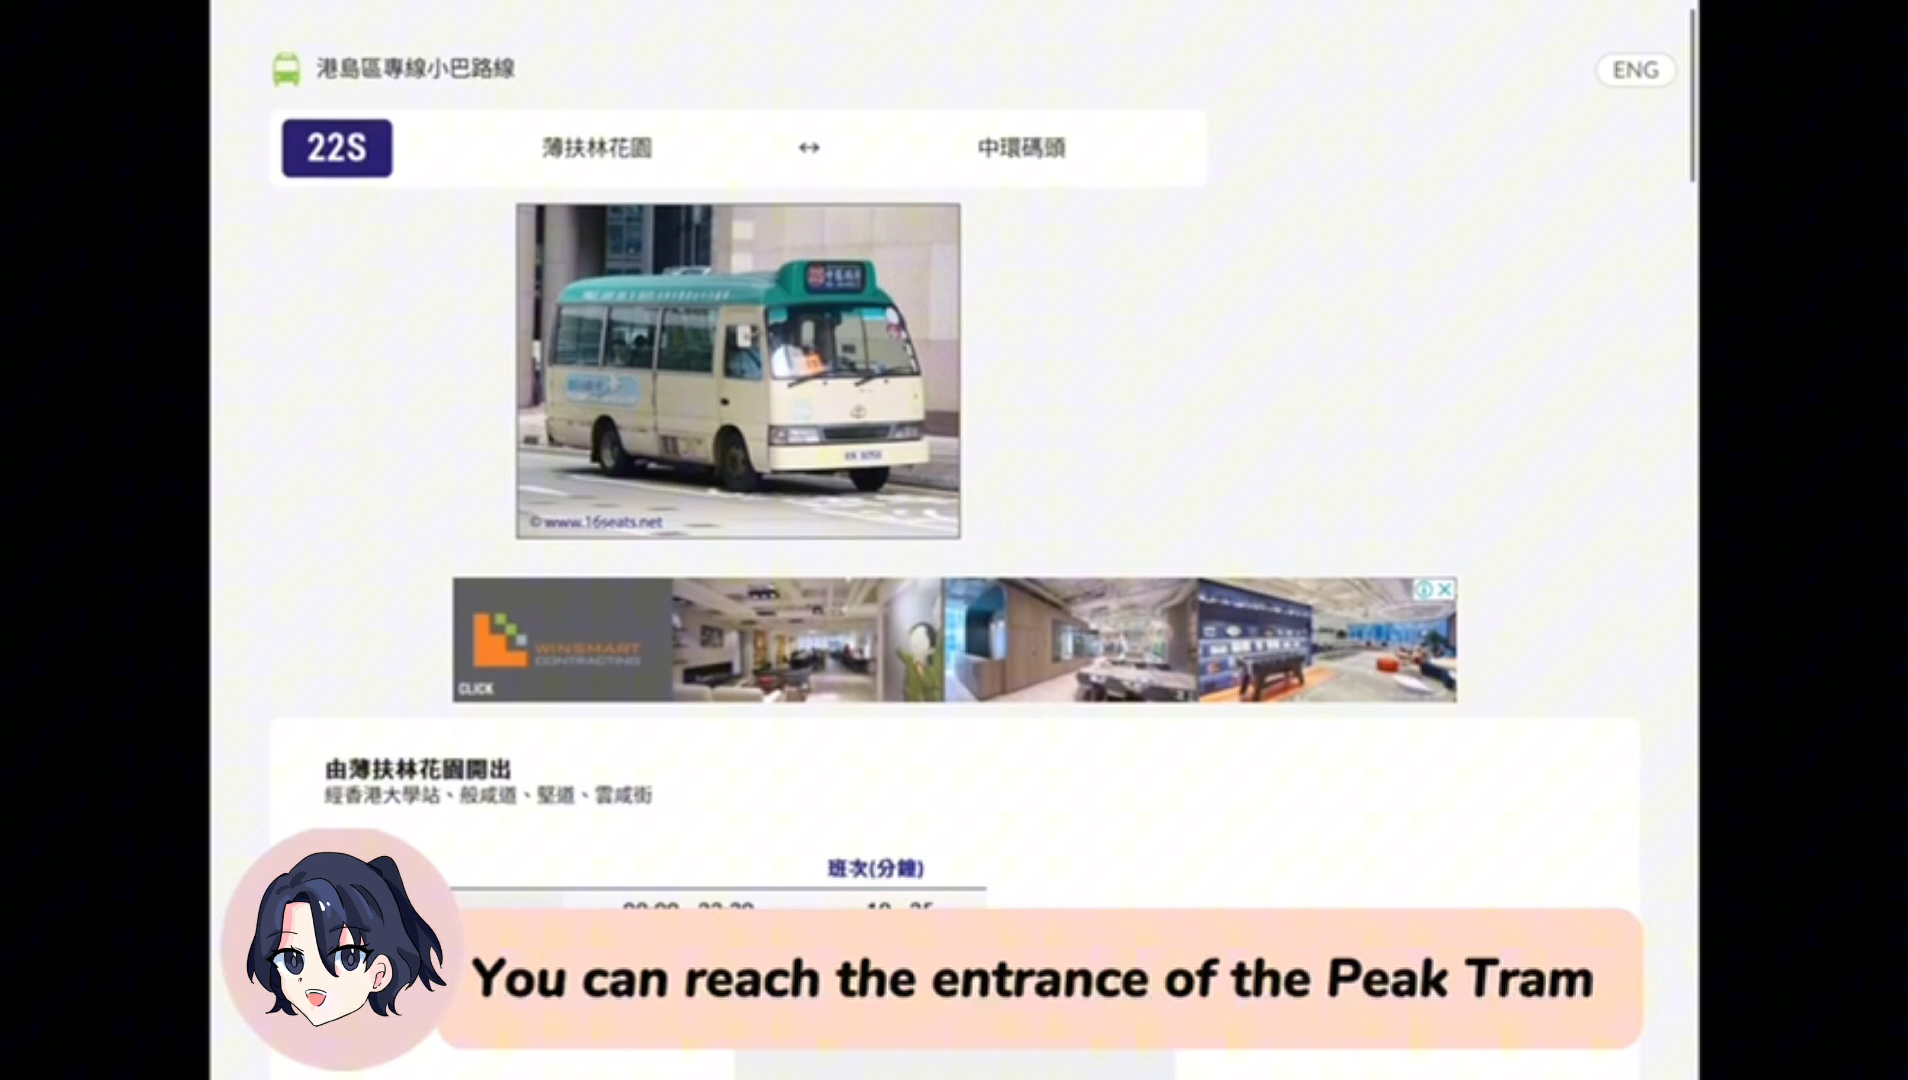 港島區專線小巴路線
ENG
22S 薄扶林花園 ↔ 中環碼頭
© www.16seats.net
WINSMART
CONTRACTING
CLICK
由薄扶林花園開出
經香港大學站、般咸道、堅道、雲咸街
班次(分鐘)
You can reach the entrance of the Peak Tram